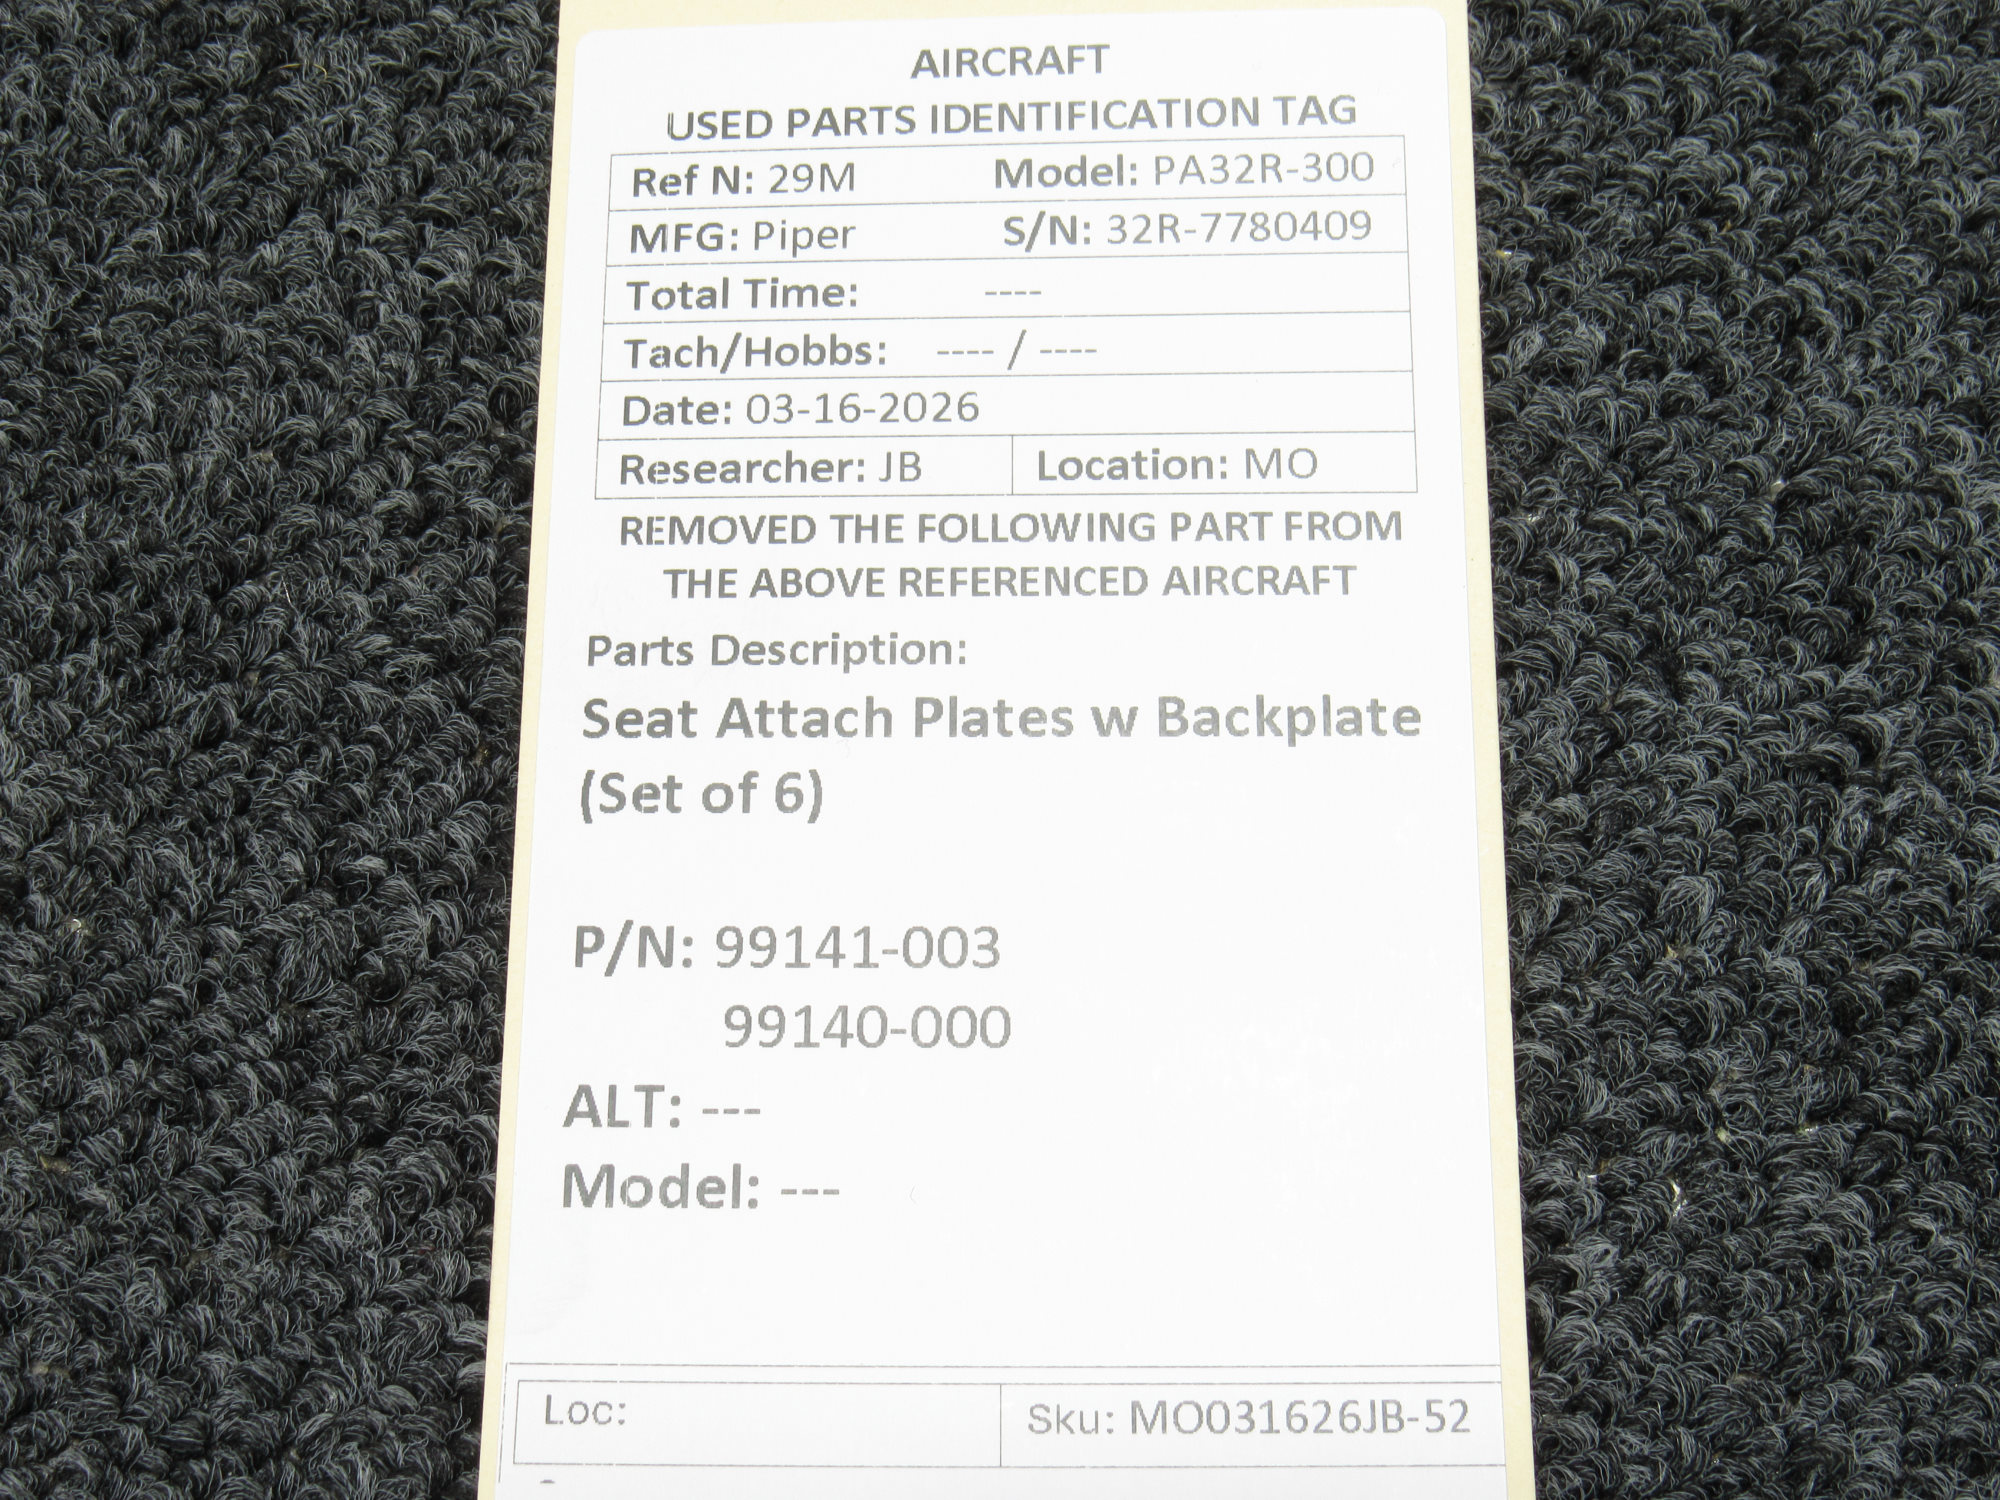 AIRCRAFT
USED PARTS IDENTIFICATION TAG
Ref N: 29M Model: PA32R-300
MFG: Piper S/N: 32R-7780409
Total Time: ----
Tach/Hobbs: ---- / ----
Date: 03-16-2026
Researcher: JB Location: MO
REMOVED THE FOLLOWING PART FROM
THE ABOVE REFERENCED AIRCRAFT
Parts Description:
Seat Attach Plates w Backplate
(Set of 6)
P/N: 99141-003
99140-000
ALT: ---
Model: ---
Loc: Sku: MO031626JB-52